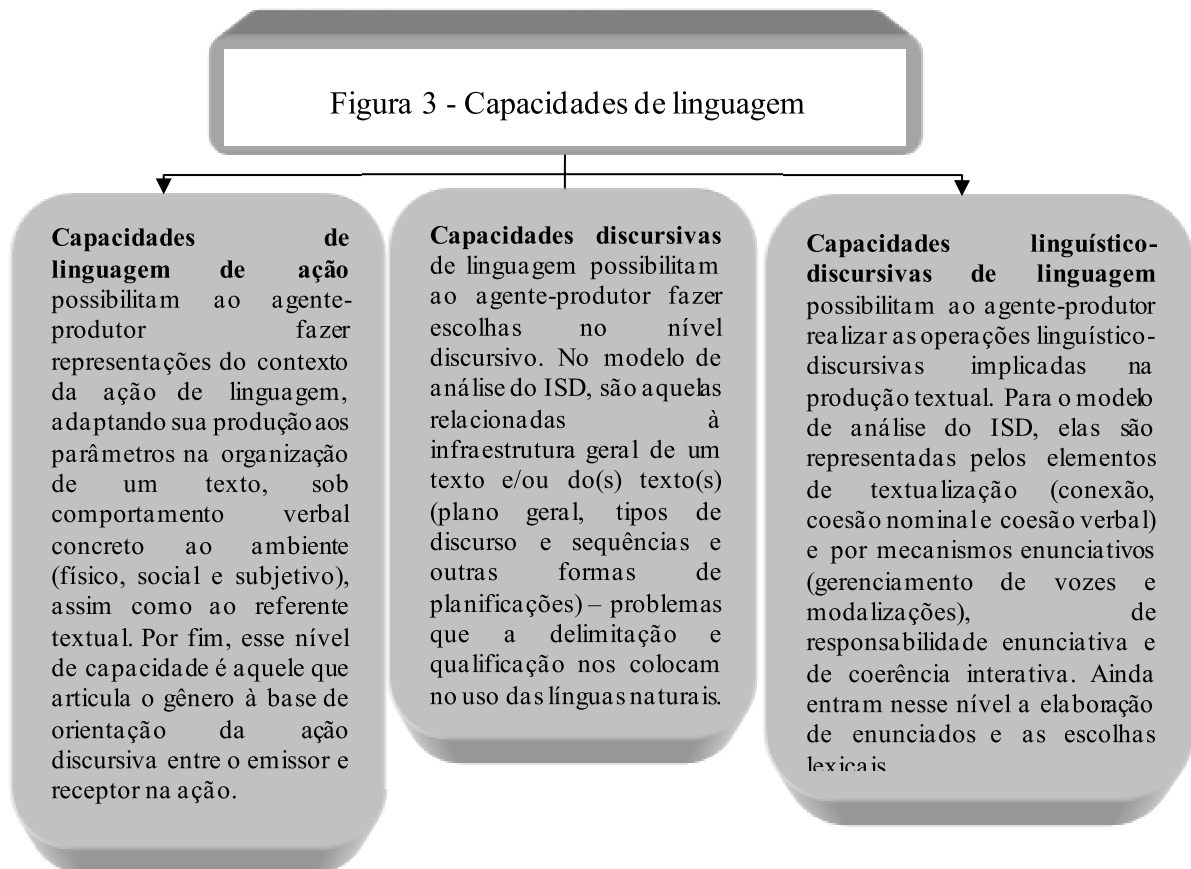 Figura 3 - Capacidades de linguagem
Capacidades de
linguagem de ação
possibilitam ao agente-
produtor fazer
representações do contexto
da ação de linguagem,
adaptando sua produção aos
parâmetros na organização
de um texto, sob
comportamento verbal
concreto ao ambiente
(físico, social e subjetivo),
assim como ao referente
textual. Por fim, esse nível
de capacidade é aquele que
articula o gênero à base de
orientação da ação
discursiva entre o emissor e
receptor na ação.
Capacidades discursivas
de linguagem possibilitam
ao agente-produtor fazer
escolhas no nível
discursivo. No modelo de
análise do ISD, são aquelas
relacionadas à
infraestrutura geral de um
texto e/ou do(s) texto(s)
(plano geral, tipos de
discurso e sequências e
outras formas de
planificações) – problemas
que a delimitação e
qualificação nos colocam
no uso das línguas naturais.
Capacidades linguístico-
discursivas de linguagem
possibilitam ao agente-produtor
realizar as operações linguístico-
discursivas implicadas na
produção textual. Para o modelo
de análise do ISD, elas são
representadas pelos elementos
de textualização (conexão,
coesão nominal e coesão verbal)
e por mecanismos enunciativos
(gerenciamento de vozes e
modalizações), de
responsabilidade enunciativa e
de coerência interativa. Ainda
entram nesse nível a elaboração
de enunciados e as escolhas
lexicais